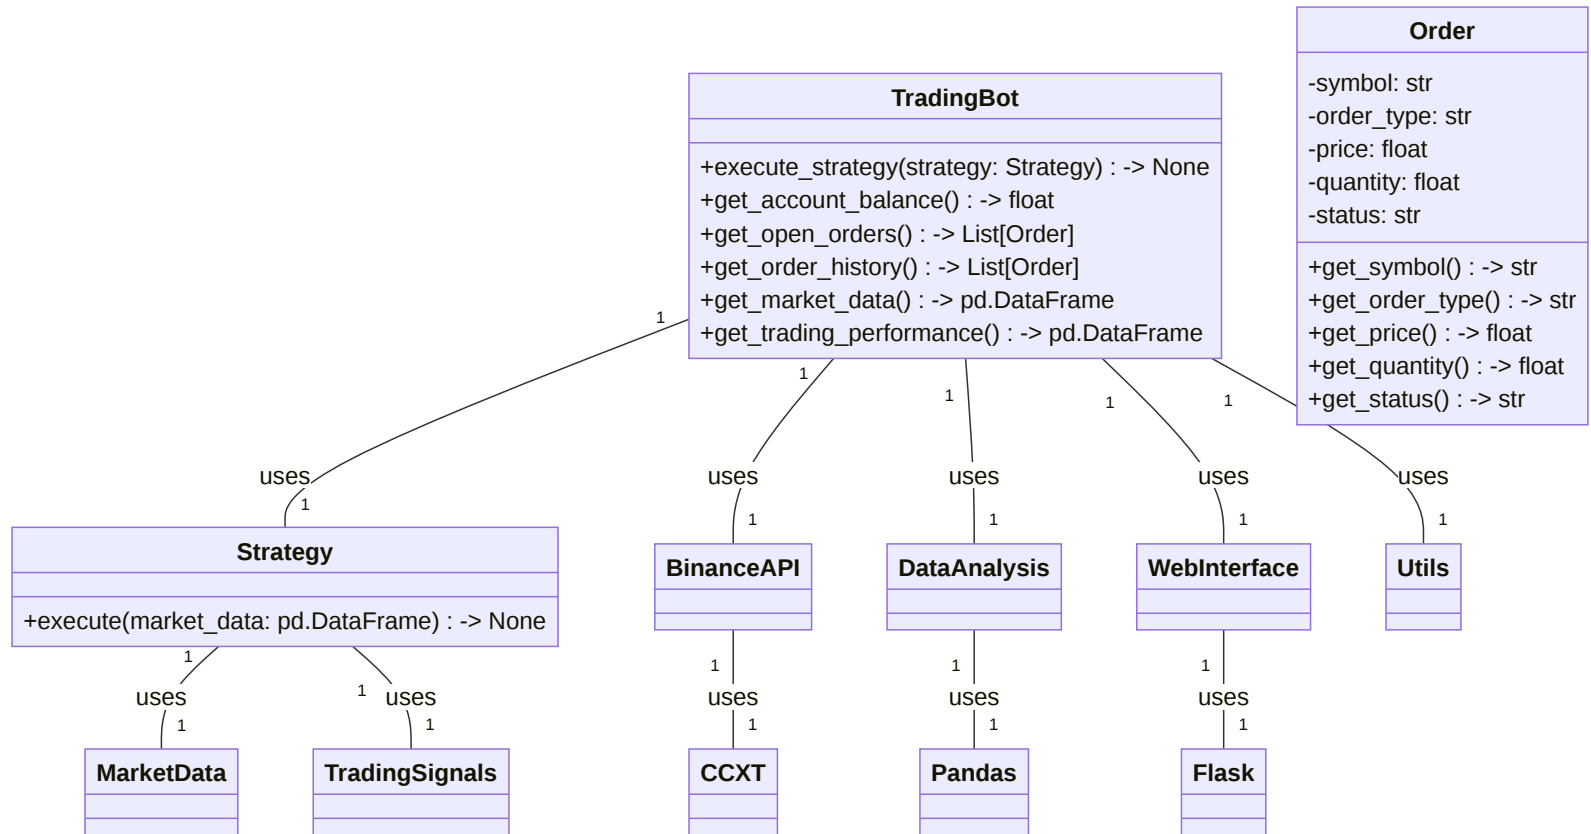 Order
-symbol: str
-order_type: str
-price: float
-quantity: float
-status: str
+get_symbol() : -> str
+get_order_type() : -> str
+get_price() : -> float
+get_quantity() : -> float
+get_status() : -> str
TradingBot
+execute_strategy(strategy: Strategy) : -> None
+get_account_balance() : -> float
+get_open_orders() : -> List[Order]
+get_order_history() : -> List[Order]
+get_market_data() : -> pd.DataFrame
+get_trading_performance() : -> pd.DataFrame
1
1
1
1
1
uses
uses
uses
uses
uses
1
1
1
1
1
Strategy
+execute(market_data: pd.DataFrame) : -> None
BinanceAPI
DataAnalysis
WebInterface
Utils
1
1
1
1
1
uses
uses
uses
uses
uses
1
1
1
1
1
MarketData
TradingSignals
CCXT
Pandas
Flask